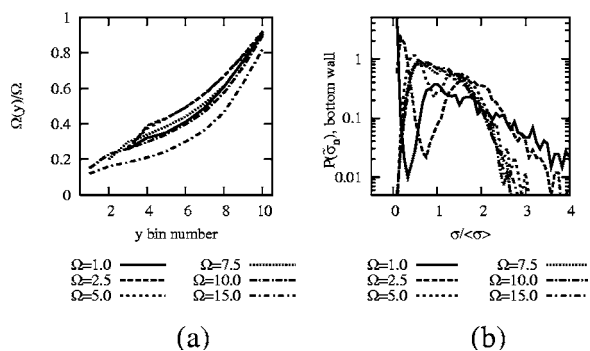 1
0.8
0.6
0.4
0.2
0
2 4 6 8 10
Ω(y)/Ω
y bin number
Ω=1.0
Ω=2.5
Ω=5.0
Ω=7.5
Ω=10.0
Ω=15.0
(a)
1
0.1
0.01
0 1 2 3 4
P(σ̃n), bottom wall
σ/<σ>
Ω=1.0
Ω=2.5
Ω=5.0
Ω=7.5
Ω=10.0
Ω=15.0
(b)